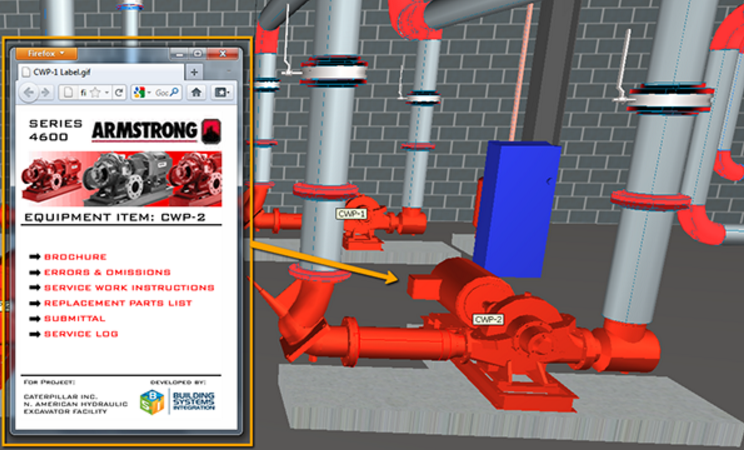 Firefox
CWP-1 Label.gif
fi
Goo
SERIES
4600
ARMSTRONG
EQUIPMENT ITEM: CWP-2
BROCHURE
ERRORS & OMISSIONS
SERVICE WORK INSTRUCTIONS
REPLACEMENT PARTS LIST
SUBMITTAL
SERVICE LOG
FOR PROJECT:
CATERPILLAR INC.
N. AMERICAN HYDRAULIC
EXCAVATOR FACILITY
DEVELOPED BY:
BSI
BUILDING
SYSTEMS
INTEGRATION
CWP-1
CWP-2